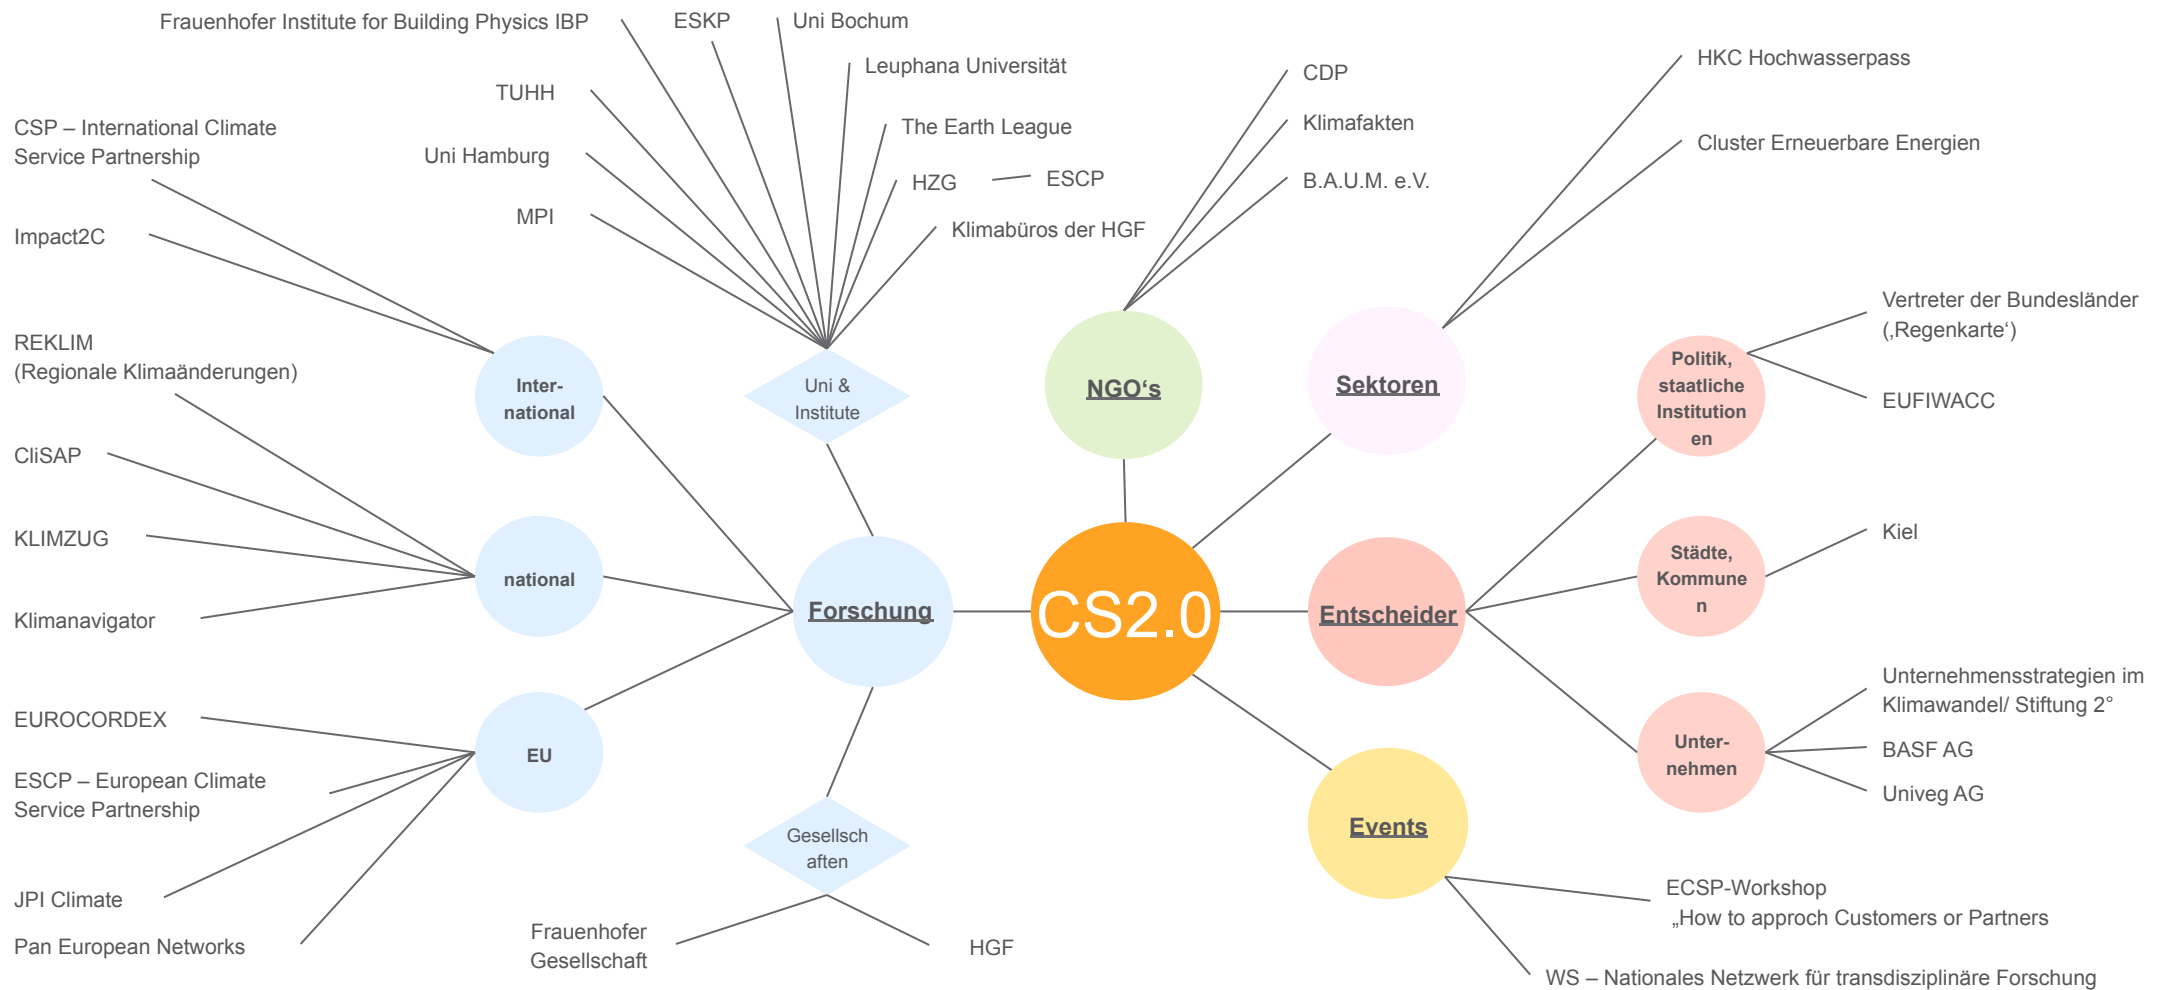 Frauenhofer Institute for Building Physics IBP
ESKP
Uni Bochum
Leuphana Universität
TUHH
The Earth League
Uni Hamburg
HZG
ESCP
MPI
Klimabüros der HGF
CSP – International Climate
Service Partnership
Impact2C
REKLIM
(Regionale Klimaänderungen)
CliSAP
KLIMZUG
Klimanavigator
EUROCORDEX
ESCP – European Climate
Service Partnership
JPI Climate
Pan European Networks
Inter-
national
national
EU
Uni &
Institute
Forschung
Gesellsch
aften
Frauenhofer
Gesellschaft
HGF
CDP
Klimafakten
B.A.U.M. e.V.
NGO‘s
HKC Hochwasserpass
Cluster Erneuerbare Energien
Sektoren
CS2.0
Entscheider
Politik,
staatliche
Institution
en
Vertreter der Bundesländer
(‚Regenkarte‘)
EUFIWACC
Städte,
Kommune
n
Kiel
Unter-
nehmen
Unternehmensstrategien im
Klimawandel/ Stiftung 2°
BASF AG
Univeg AG
Events
ECSP-Workshop
„How to approch Customers or Partners
WS – Nationales Netzwerk für transdisziplinäre Forschung